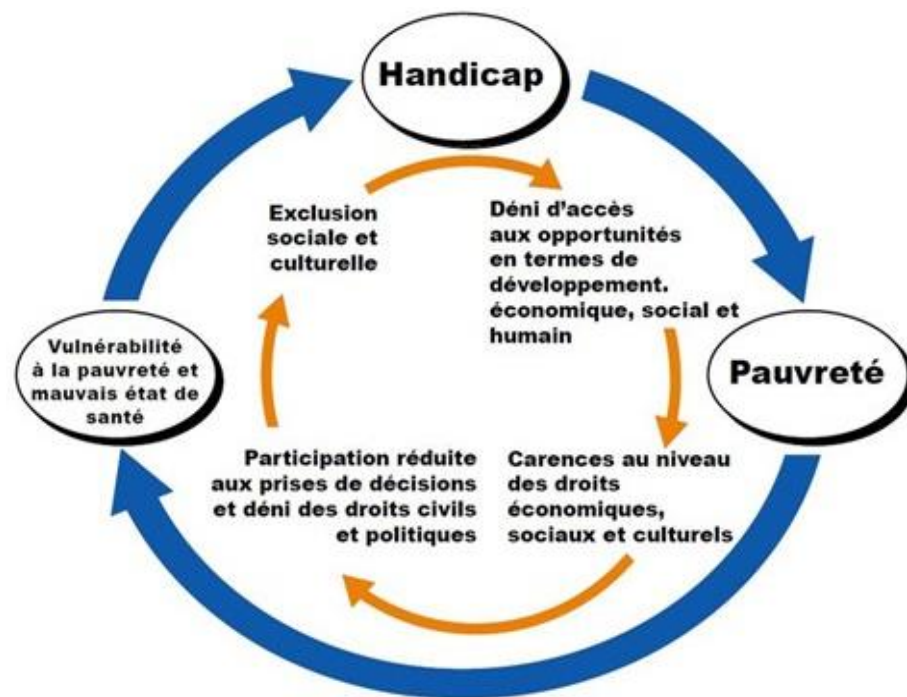 Handicap
Exclusion
sociale et
culturelle
Déni d’accès
aux opportunités
en termes de
développement.
économique, social et
humain
Vulnérabilité
à la pauvreté et
mauvais état de
santé
Pauvreté
Participation réduite
aux prises de décisions
et déni des droits civils
et politiques
Carences au niveau
des droits
économiques,
sociaux et culturels